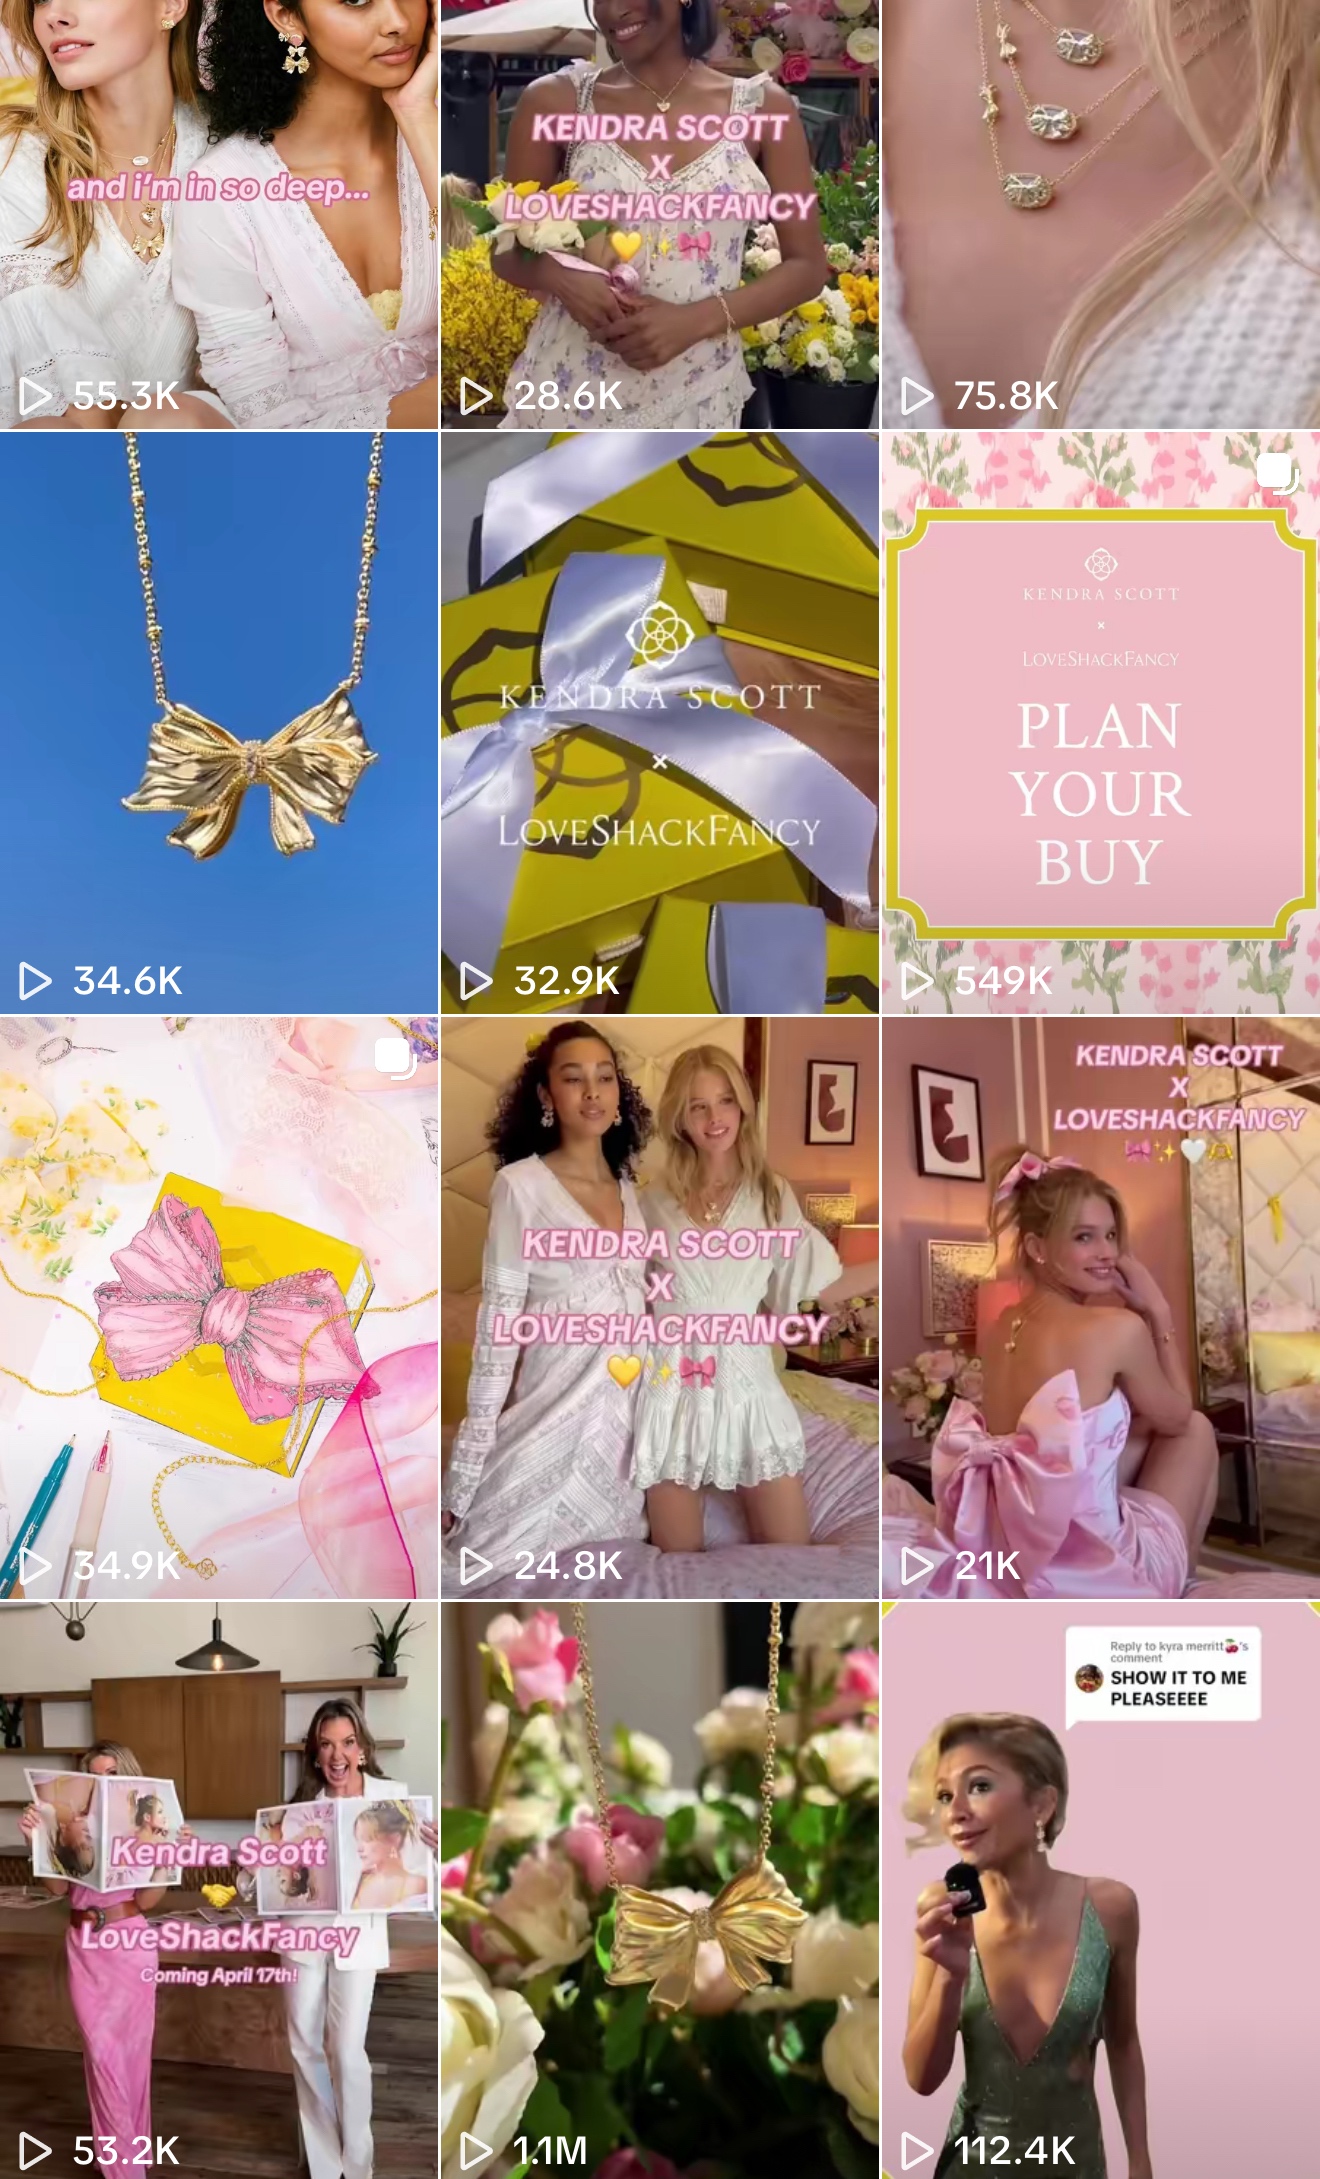 and i'm in so deep...
55.3K
KENDRA SCOTT
X
LOVESHACKFANCY
💛✨🎀
28.6K
75.8K
34.6K
KENDRA SCOTT
×
LOVESHACKFANCY
32.9K
KENDRA SCOTT
×
LOVESHACKFANCY
PLAN
YOUR
BUY
549K
34.9K
KENDRA SCOTT
X
LOVESHACKFANCY
💛✨🎀
24.8K
KENDRA SCOTT
X
LOVESHACKFANCY
🎀✨🤍🫶
21K
Kendra Scott
🤝
LoveShackFancy
Coming April 17th!
53.2K
1.1M
Reply to kyra merritt🍒's
comment
SHOW IT TO ME
PLEASEEEE
112.4K